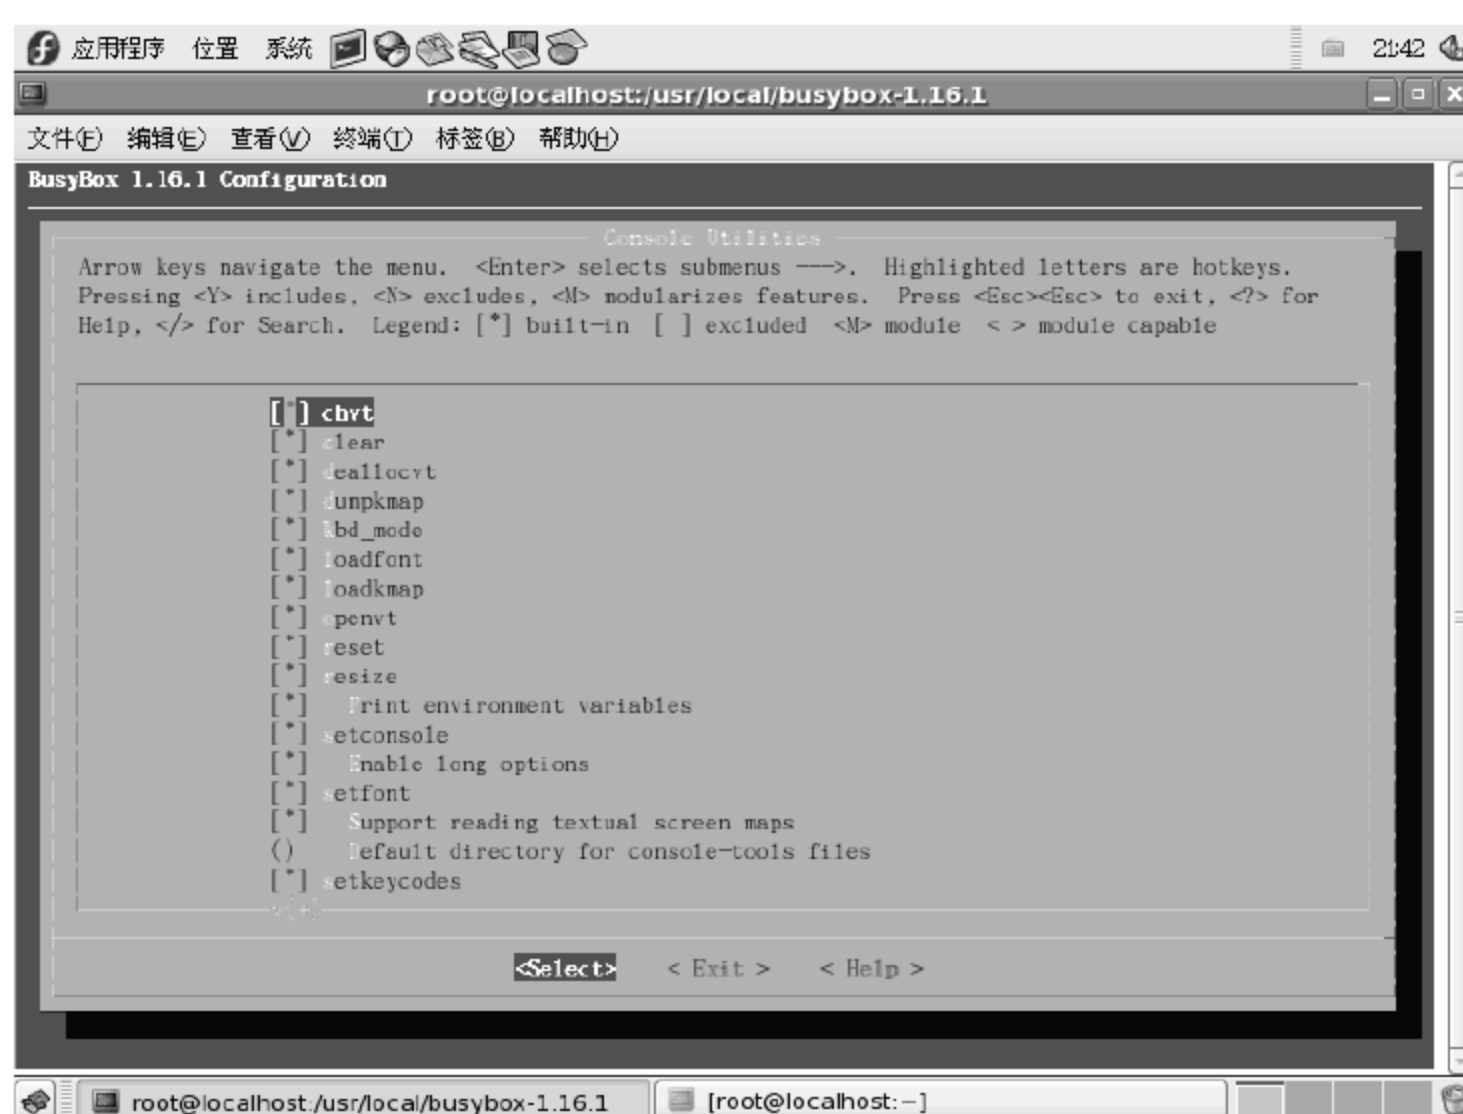 应用程序 位置 系统 21:42
root@localhost:/usr/local/busybox-1.16.1
文件(F) 编辑(E) 查看(V) 终端(T) 标签(B) 帮助(H)
BusyBox 1.16.1 Configuration
Console Utilities
Arrow keys navigate the menu. <Enter> selects submenus --->. Highlighted letters are hotkeys.
Pressing <Y> includes, <N> excludes, <M> modularizes features. Press <Esc><Esc> to exit, <?> for
Help, </> for Search. Legend: [*] built-in [ ] excluded <M> module < > module capable
[*] chvt
[*] clear
[*] deallocvt
[*] dumpkmap
[*] kbd_mode
[*] loadfont
[*] loadkmap
[*] openvt
[*] reset
[*] resize
[*] Print environment variables
[*] setconsole
[*] Enable long options
[*] setfont
[*] Support reading textual screen maps
() Default directory for console-tools files
[*] setkeycodes
v(+)
<Select> < Exit > < Help >
root@localhost:/usr/local/busybox-1.16.1 [root@localhost:~]